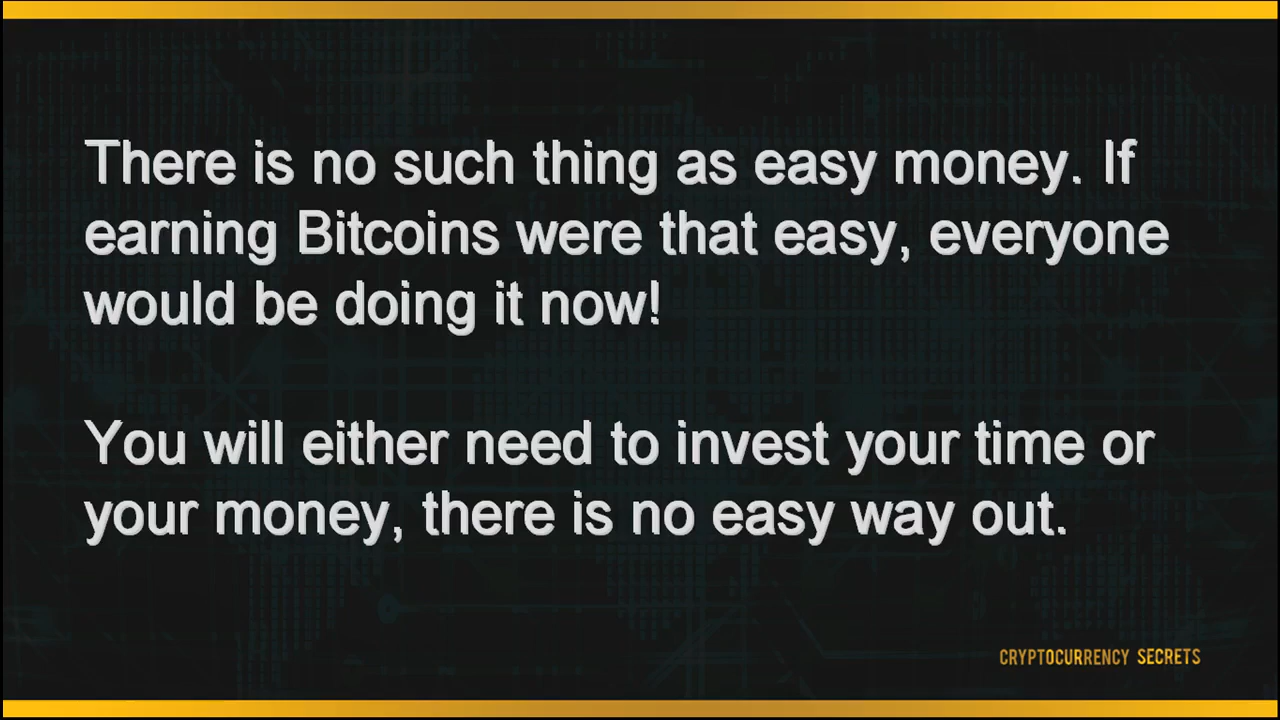 There is no such thing as easy money. If
earning Bitcoins were that easy, everyone
would be doing it now!
You will either need to invest your time or
your money, there is no easy way out.
CRYPTOCURRENCY SECRETS